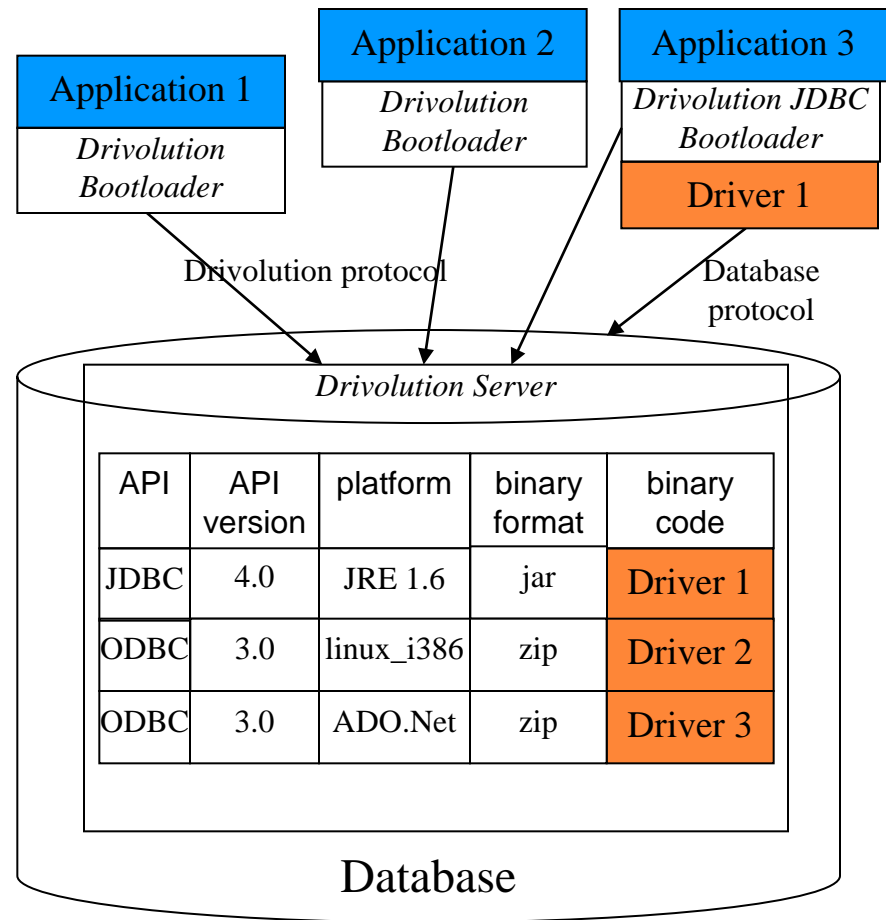 Application 1
Drivolution
Bootloader
Application 2
Drivolution
Bootloader
Application 3
Drivolution JDBC
Bootloader
Driver 1
Drivolution protocol
Database
protocol
Drivolution Server
API
API
version
platform
binary
format
binary
code
JDBC
4.0
JRE 1.6
jar
Driver 1
ODBC
3.0
linux_i386
zip
Driver 2
ODBC
3.0
ADO.Net
zip
Driver 3
Database